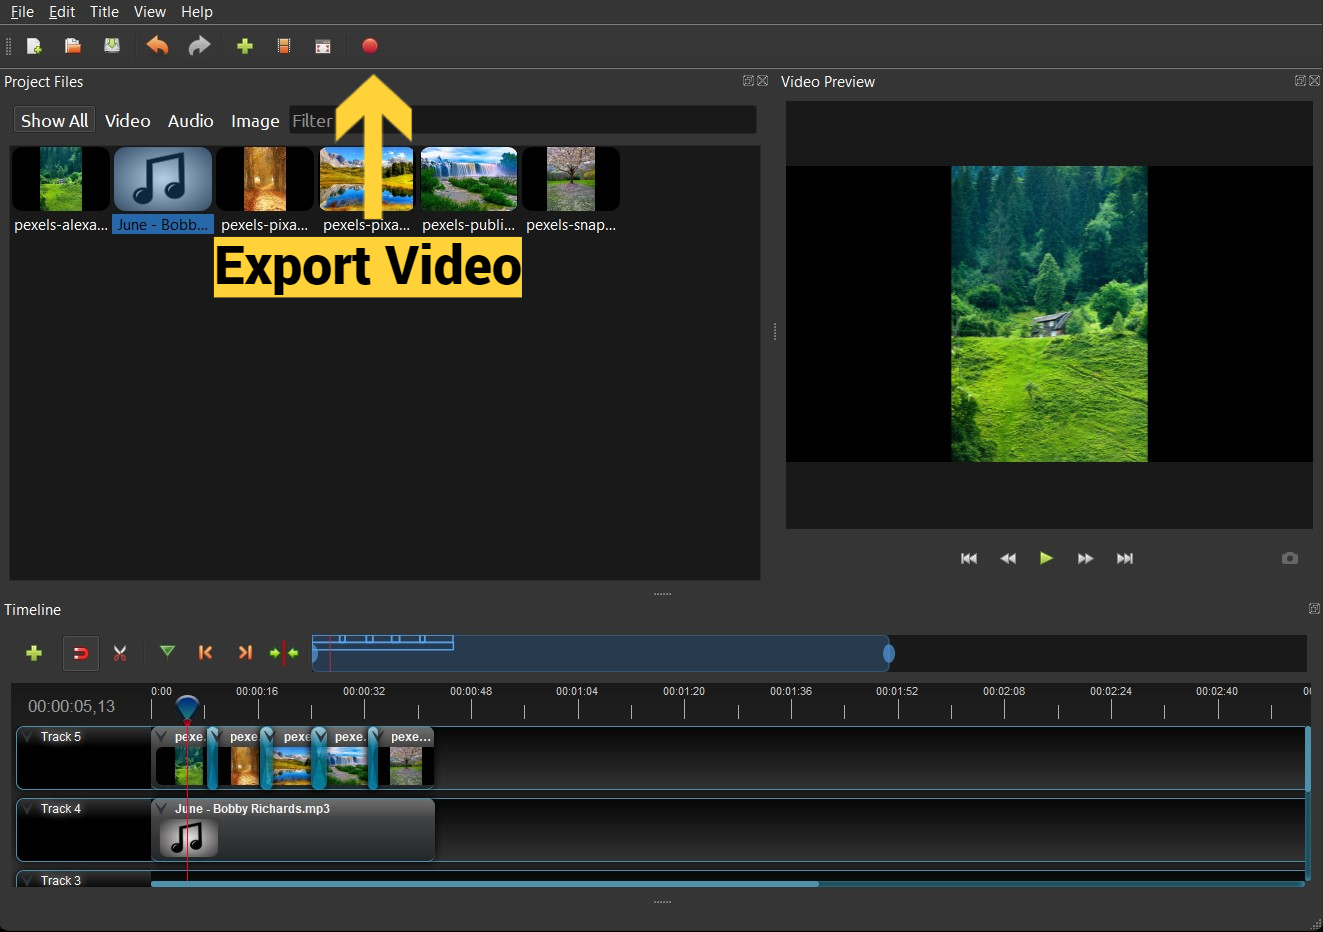 File Edit Title View Help
Project Files
Video Preview
Show All Video Audio Image Filter
pexels-alexa... June - Bobb... pexels-pixa... pexels-pixa... pexels-publi... pexels-snap...
Export Video
Timeline
00:00:05,13
0:00 00:00:16 00:00:32 00:00:48 00:01:04 00:01:20 00:01:36 00:01:52 00:02:08 00:02:24 00:02:40
Track 5 pexe. pexe. pexe pexe. pexe...
Track 4 June - Bobby Richards.mp3
Track 3